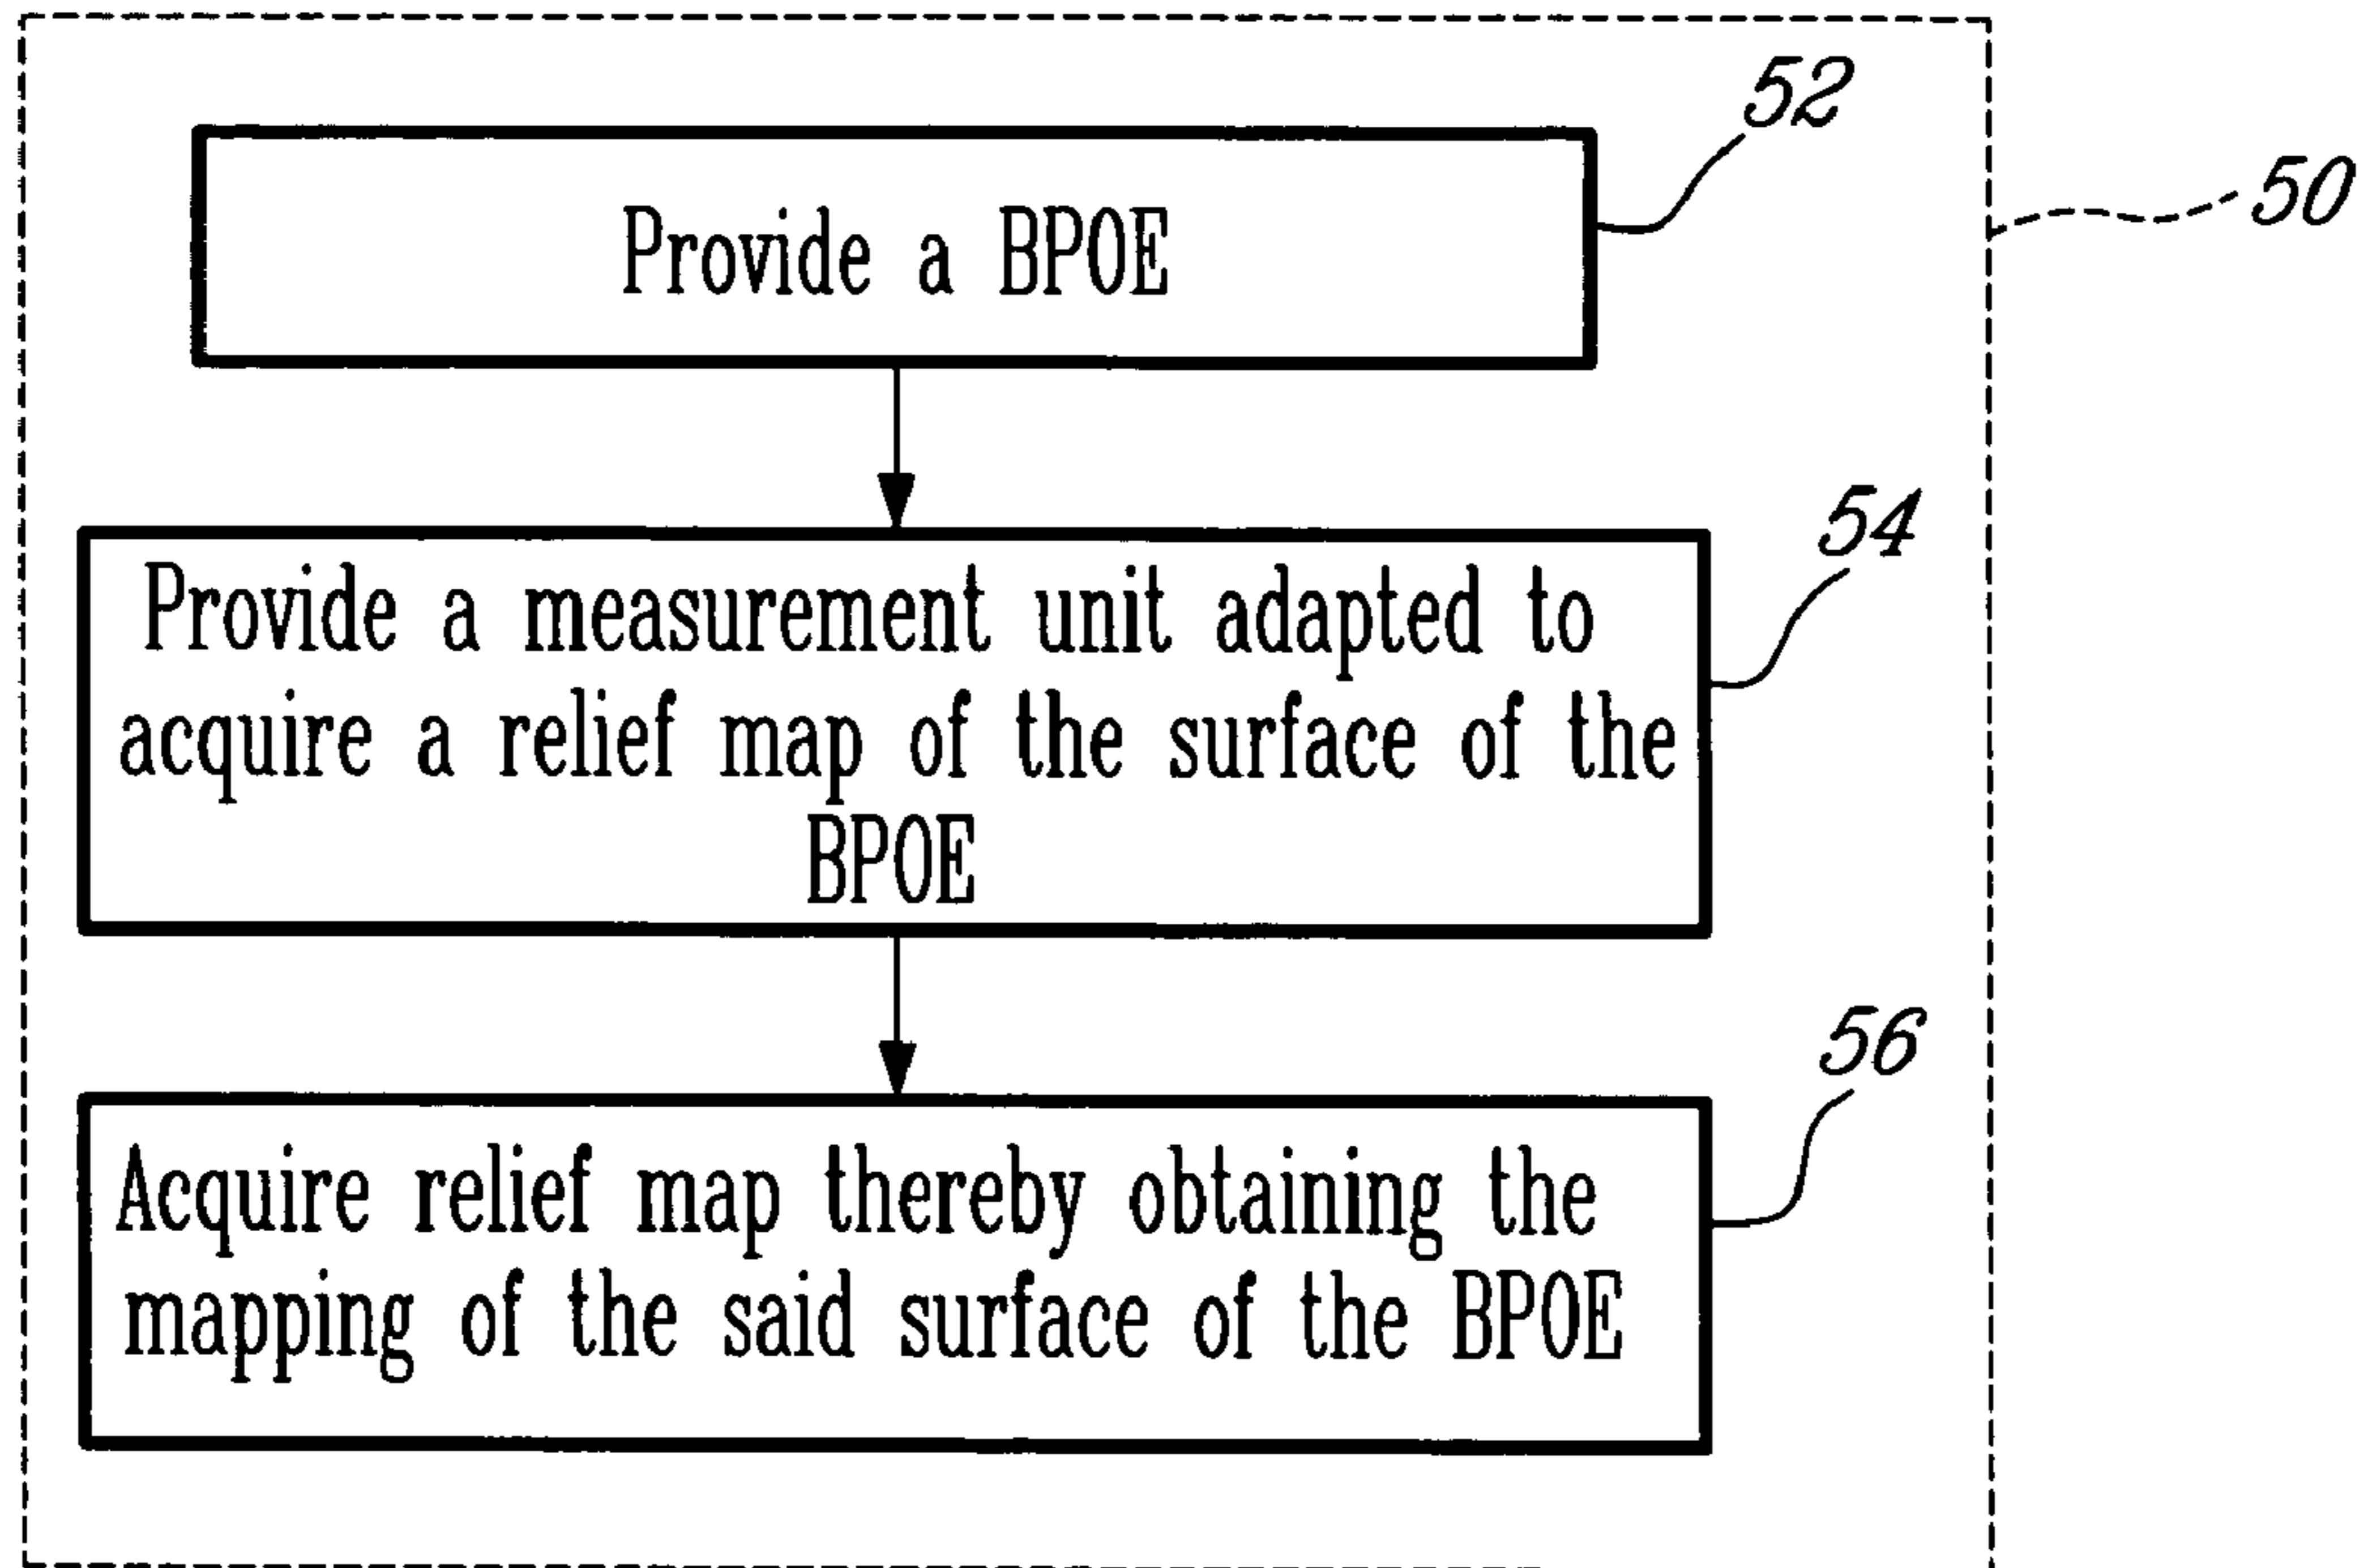 52
50
Provide a BPOE
54
Provide a measurement unit adapted to
acquire a relief map of the surface of the
BPOE
56
Acquire relief map thereby obtaining the
mapping of the said surface of the BPOE